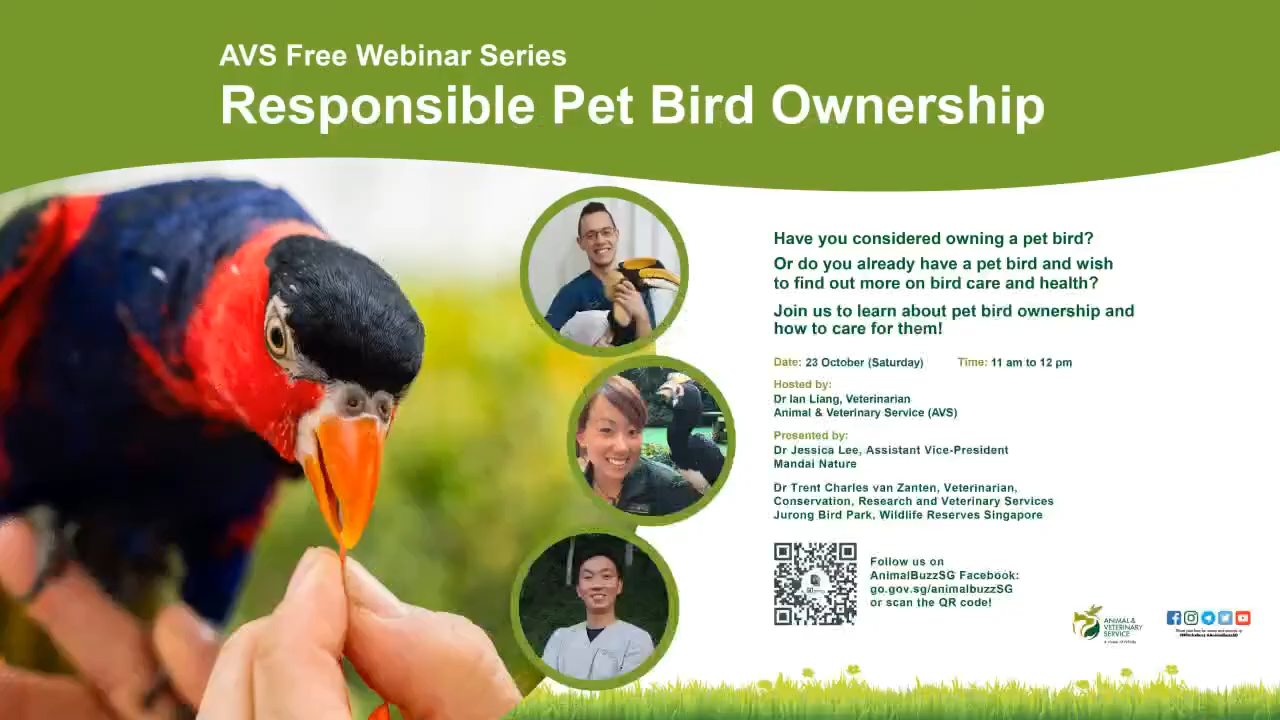 AVS Free Webinar Series
Responsible Pet Bird Ownership
Have you considered owning a pet bird?
Or do you already have a pet bird and wish
to find out more on bird care and health?
Join us to learn about pet bird ownership and
how to care for them!
Date: 23 October (Saturday) Time: 11 am to 12 pm
Hosted by:
Dr Ian Liang, Veterinarian
Animal & Veterinary Service (AVS)
Presented by:
Dr Jessica Lee, Assistant Vice-President
Mandai Nature
Dr Trent Charles van Zanten, Veterinarian,
Conservation, Research and Veterinary Services
Jurong Bird Park, Wildlife Reserves Singapore
Follow us on
AnimalBuzzSG Facebook:
go.gov.sg/animalbuzzSG
or scan the QR code!
ANIMAL &
VETERINARY
SERVICE